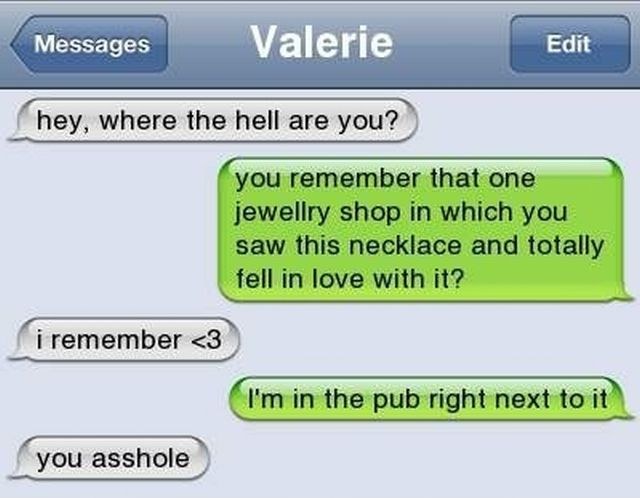 Messages
Valerie
Edit
hey, where the hell are you?
you remember that one
jewellry shop in which you
saw this necklace and totally
fell in love with it?
i remember <3
I'm in the pub right next to it
you asshole